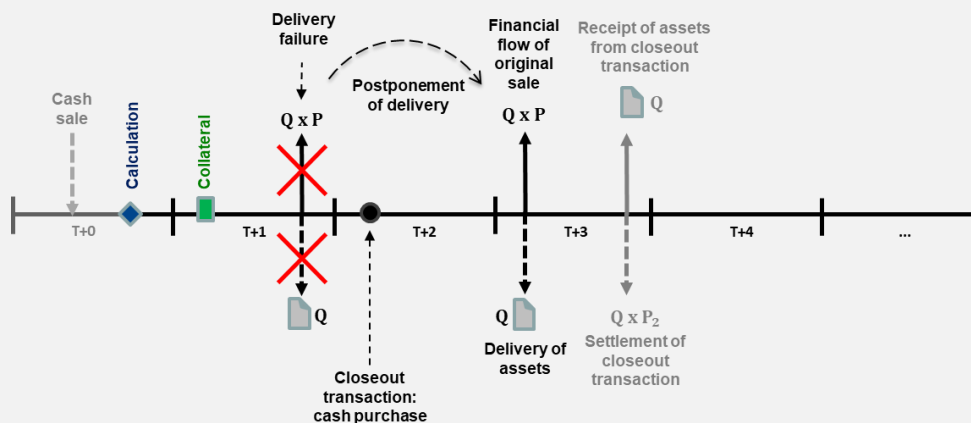 Delivery
failure
Financial
flow of
original
sale
Receipt of assets
from closeout
transaction
Postponement
of delivery
Cash
sale
Calculation
Collateral
Q x P
Q x P
Q
T+0
T+1
T+2
T+3
T+4
...
Q
Q
Q x P₂
Delivery of
assets
Settlement of
closeout
transaction
Closeout
transaction:
cash purchase